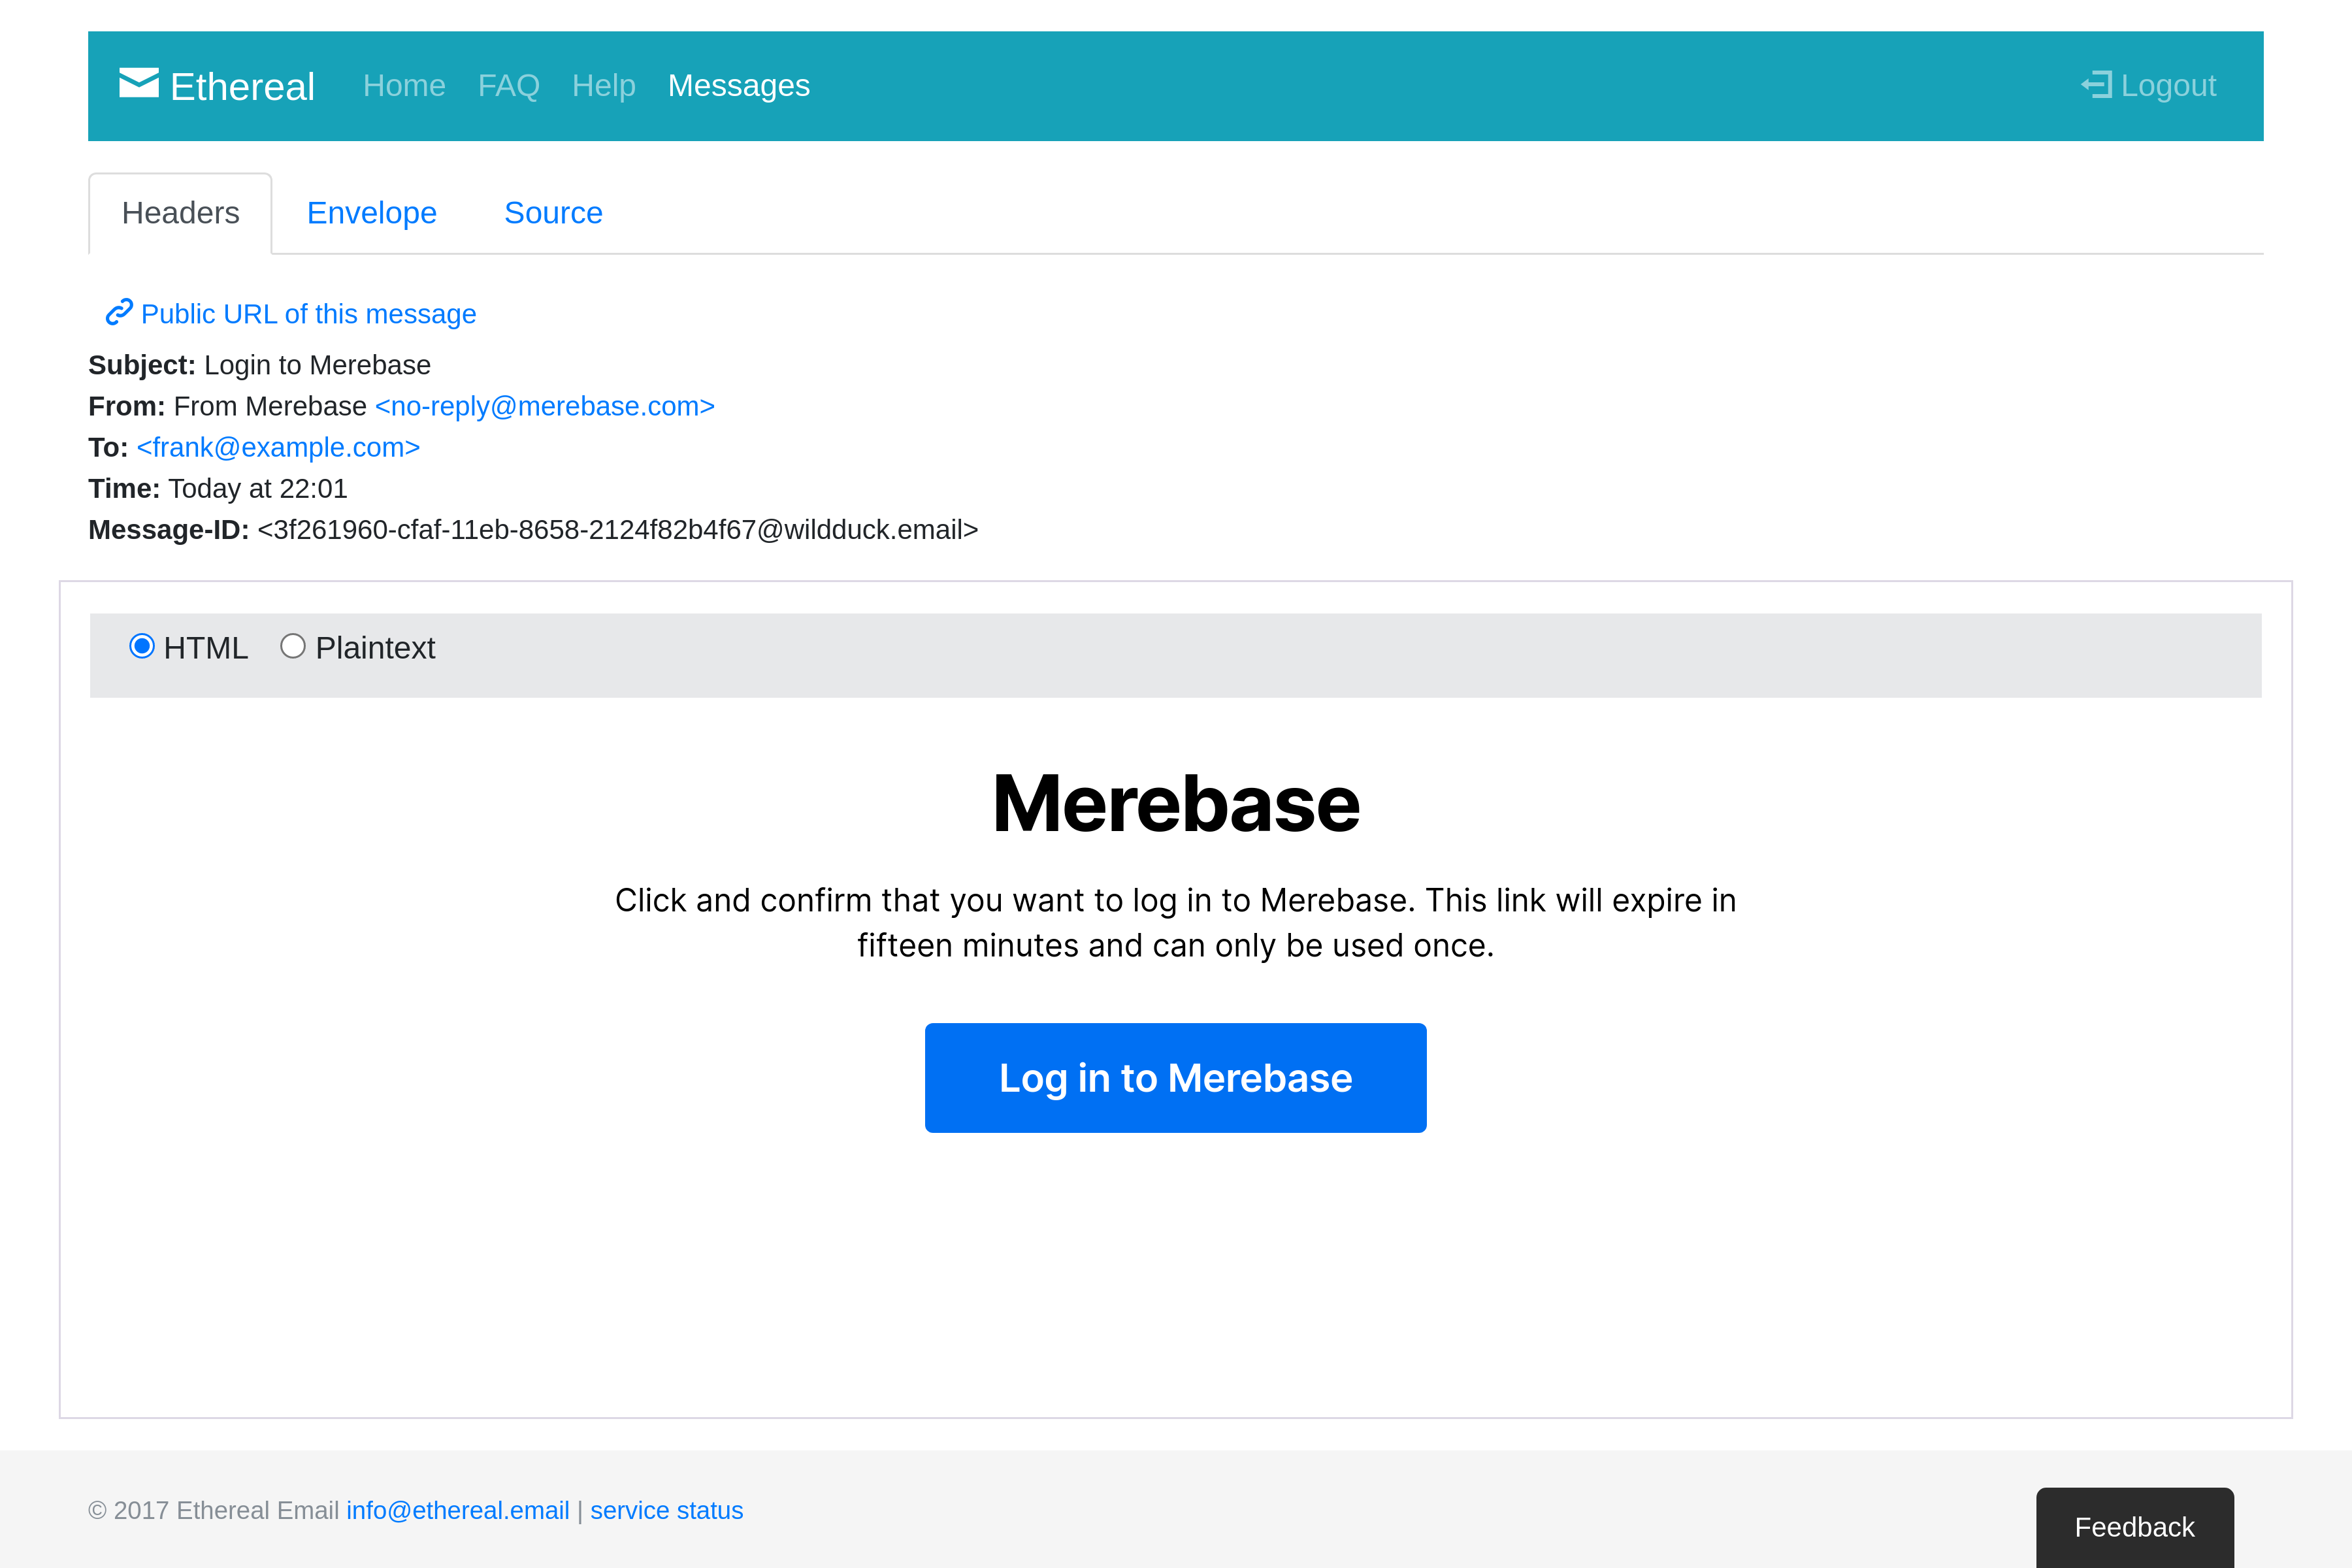 Ethereal Home FAQ Help Messages Logout
Headers Envelope Source
Public URL of this message
Subject: Login to Merebase
From: From Merebase <no-reply@merebase.com>
To: <frank@example.com>
Time: Today at 22:01
Message-ID: <3f261960-cfaf-11eb-8658-2124f82b4f67@wildduck.email>
HTML Plaintext
Merebase
Click and confirm that you want to log in to Merebase. This link will expire in
fifteen minutes and can only be used once.
Log in to Merebase
© 2017 Ethereal Email info@ethereal.email | service status
Feedback